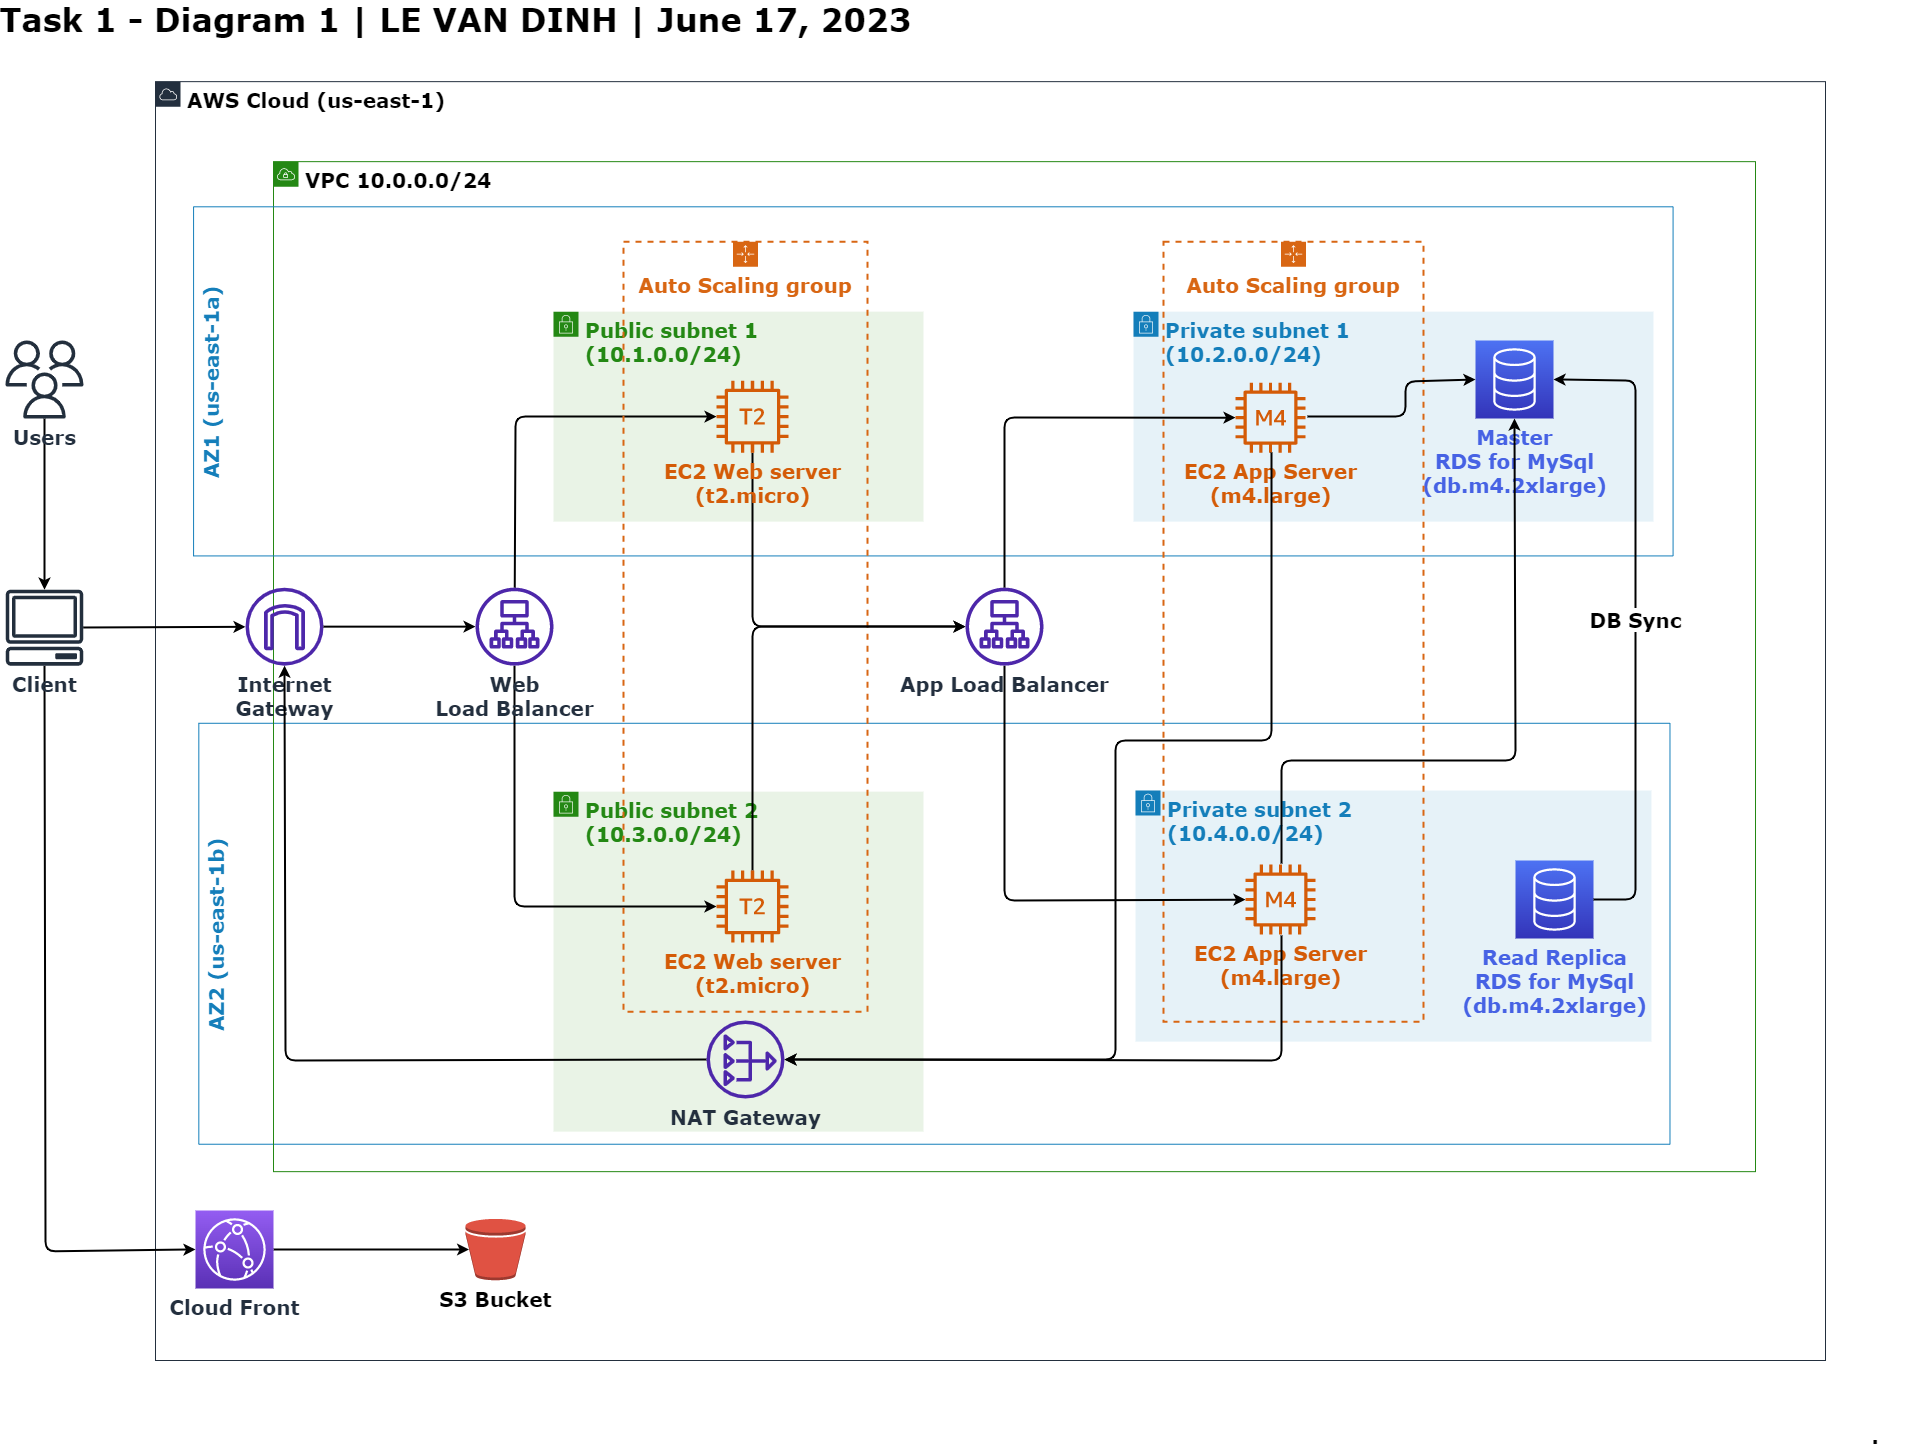 Task 1 - Diagram 1 | LE VAN DINH | June 17, 2023
AWS Cloud (us-east-1)
VPC 10.0.0.0/24
AZ1 (us-east-1a)
Auto Scaling group
Auto Scaling group
Public subnet 1
(10.1.0.0/24)
T2
EC2 Web server
(t2.micro)
Private subnet 1
(10.2.0.0/24)
M4
EC2 App Server
(m4.large)
Master
RDS for MySql
(db.m4.2xlarge)
Users
Client
Internet
Gateway
Web
Load Balancer
App Load Balancer
DB Sync
AZ2 (us-east-1b)
Public subnet 2
(10.3.0.0/24)
T2
EC2 Web server
(t2.micro)
NAT Gateway
Private subnet 2
(10.4.0.0/24)
M4
EC2 App Server
(m4.large)
Read Replica
RDS for MySql
(db.m4.2xlarge)
Cloud Front
S3 Bucket